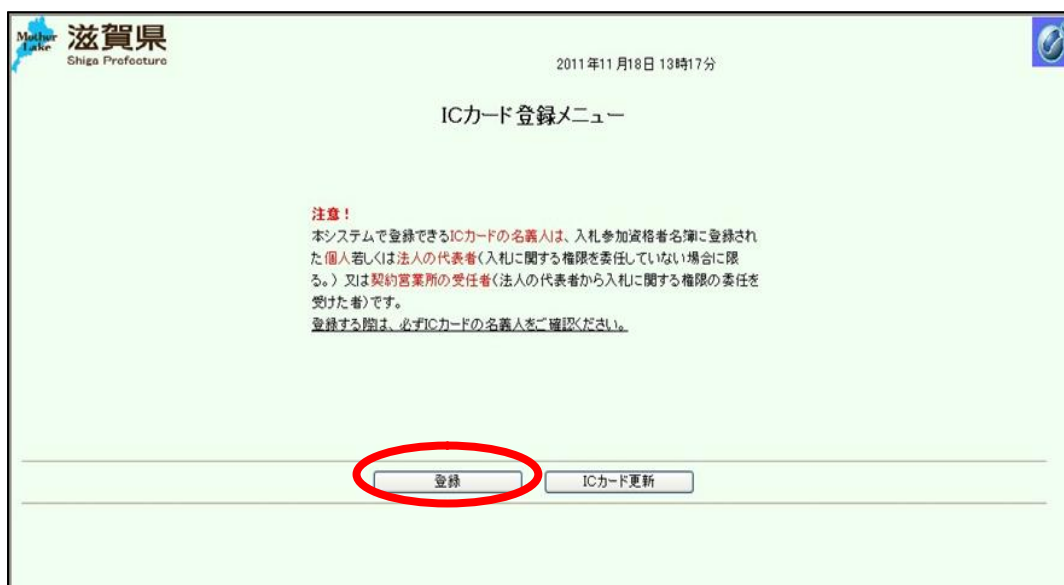 Mother
Lake
滋賀県
Shiga Prefecture
2011年11月18日 13時17分
ICカード登録メニュー
注意！
本システムで登録できるICカードの名義人は、入札参加資格者名簿に登録され
た個人若しくは法人の代表者（入札に関する権限を委任していない場合に限
る。）又は契約営業所の受任者（法人の代表者から入札に関する権限の委任を
受けた者）です。
登録する際は、必ずICカードの名義人をご確認ください。
登録
ICカード更新